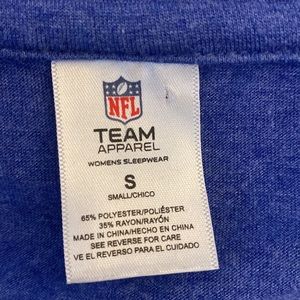 NFL
TEAM
APPAREL
WOMENS SLEEPWEAR
S
SMALL/CHICO
65% POLYESTER/POLIÉSTER
35% RAYON/RAYÓN
MADE IN CHINA/HECHO EN CHINA
SEE REVERSE FOR CARE
VE EL REVERSO PARA EL CUIDADO